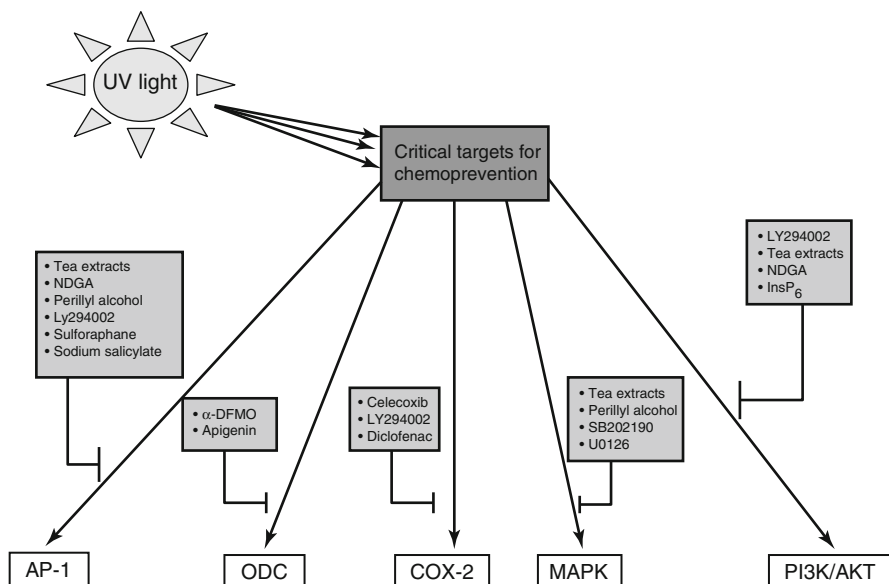 UV light
Critical targets for
chemoprevention
• LY294002
• Tea extracts
• NDGA
• InsP6
• Tea extracts
• NDGA
• Perillyl alcohol
• Ly294002
• Sulforaphane
• Sodium salicylate
• α-DFMO
• Apigenin
• Celecoxib
• LY294002
• Diclofenac
• Tea extracts
• Perillyl alcohol
• SB202190
• U0126
AP-1
ODC
COX-2
MAPK
PI3K/AKT